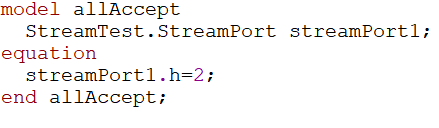 model allAccept
  StreamTest.StreamPort streamPort1;
equation
  streamPort1.h=2;
end allAccept;